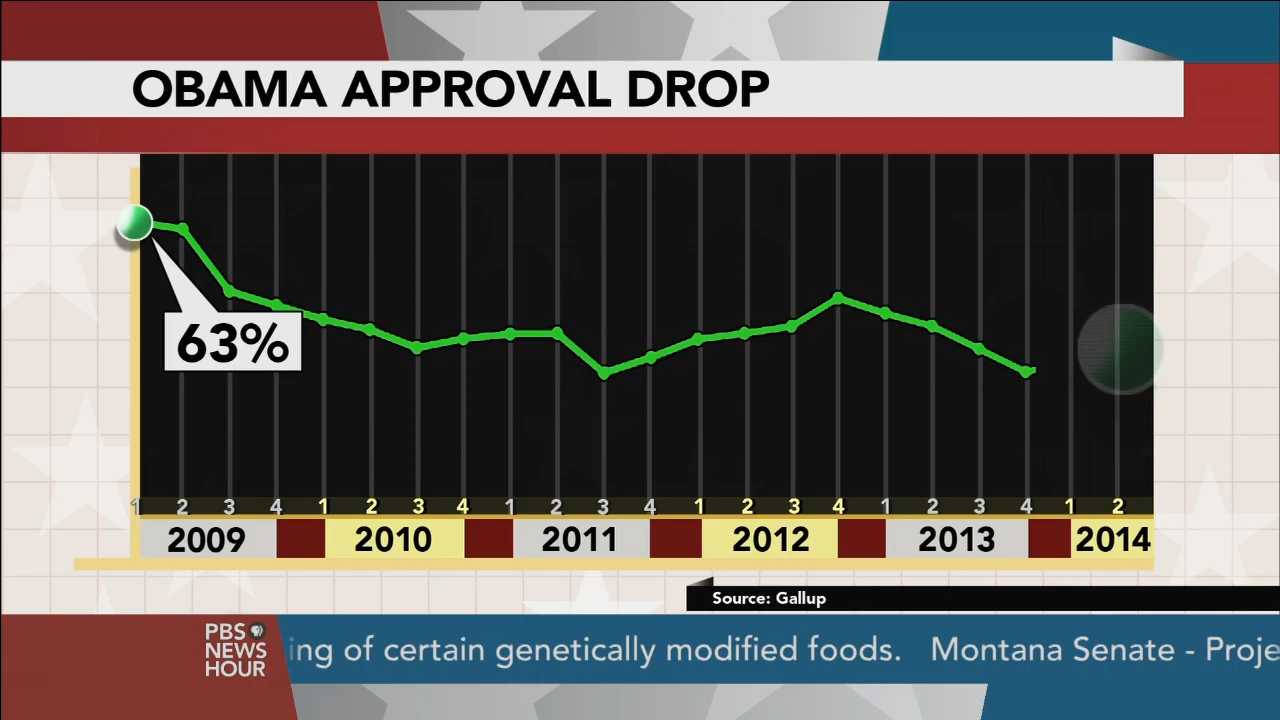 OBAMA APPROVAL DROP
63%
1 2 3 4 1 2 3 4 1 2 3 4 1 2 3 4 1 2 3 4 1 2
2009 2010 2011 2012 2013 2014
Source: Gallup
PBS
NEWS
HOUR
ing of certain genetically modified foods. Montana Senate - Proje